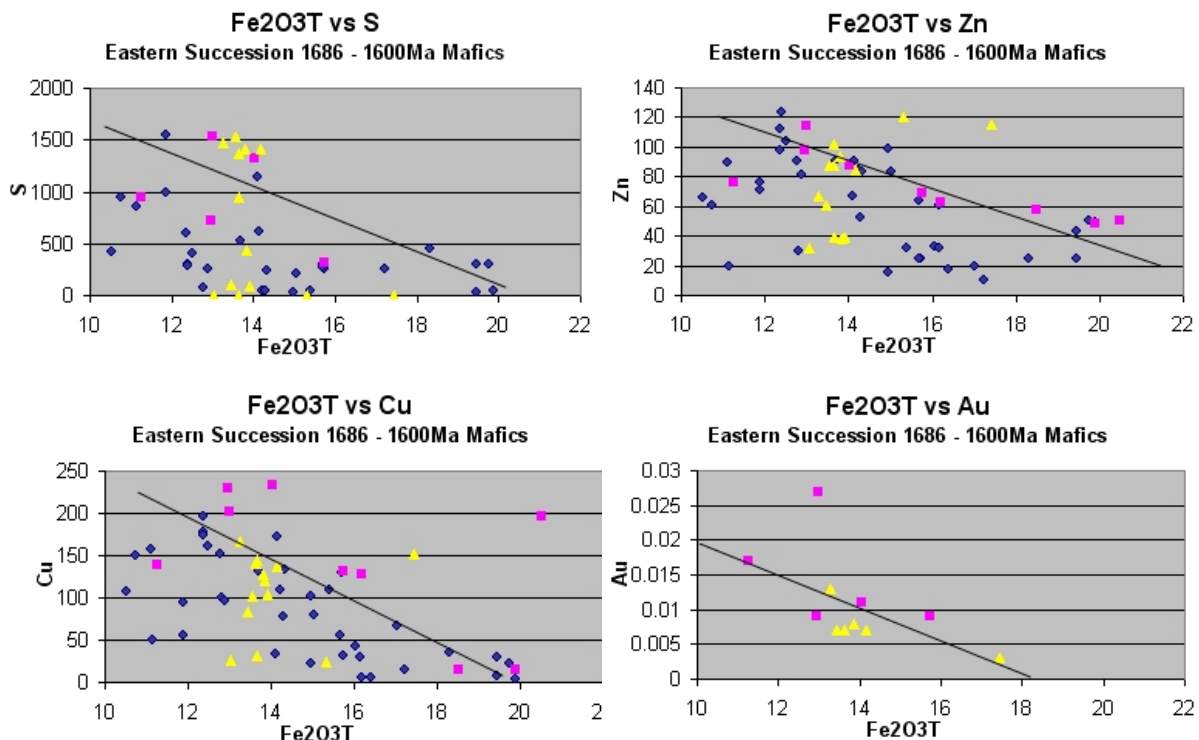 Fe2O3T vs S
Eastern Succession 1686 - 1600Ma Mafics
2000
1500
1000
500
0
S
10 12 14 16 18 20 22
Fe2O3T
Fe2O3T vs Zn
Eastern Succession 1686 - 1600Ma Mafics
140
120
100
80
60
40
20
0
Zn
10 12 14 16 18 20 22
Fe2O3T
Fe2O3T vs Cu
Eastern Succession 1686 - 1600Ma Mafics
250
200
150
100
50
0
Cu
10 12 14 16 18 20 2
Fe2O3T
Fe2O3T vs Au
Eastern Succession 1686 - 1600Ma Mafics
0.03
0.025
0.02
0.015
0.01
0.005
0
Au
10 12 14 16 18 20 22
Fe2O3T